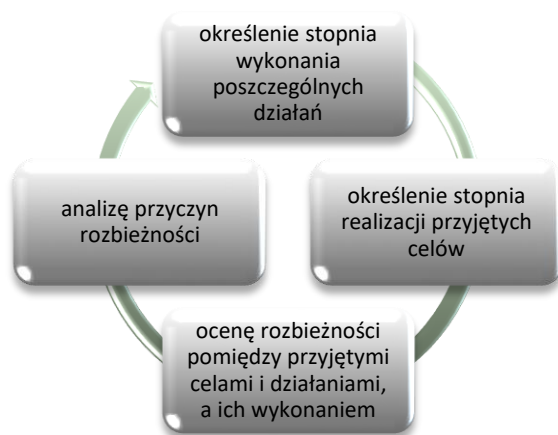 określenie stopnia
wykonania
poszczególnych
działań
określenie stopnia
realizacji przyjętych
celów
ocenę rozbieżności
pomiędzy przyjętymi
celami i działaniami,
a ich wykonaniem
analizę przyczyn
rozbieżności